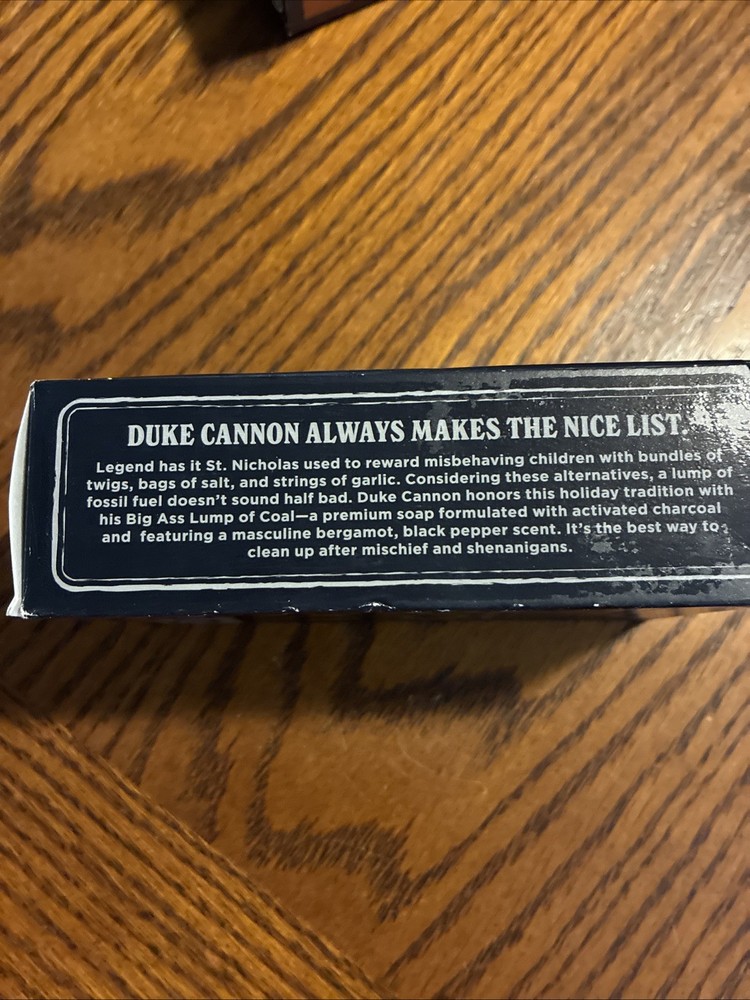 DUKE CANNON ALWAYS MAKES THE NICE LIST.
Legend has it St. Nicholas used to reward misbehaving children with bundles of
twigs, bags of salt, and strings of garlic. Considering these alternatives, a lump of
fossil fuel doesn't sound half bad. Duke Cannon honors this holiday tradition with
his Big Ass Lump of Coal—a premium soap formulated with activated charcoal
and featuring a masculine bergamot, black pepper scent. It's the best way to
clean up after mischief and shenanigans.